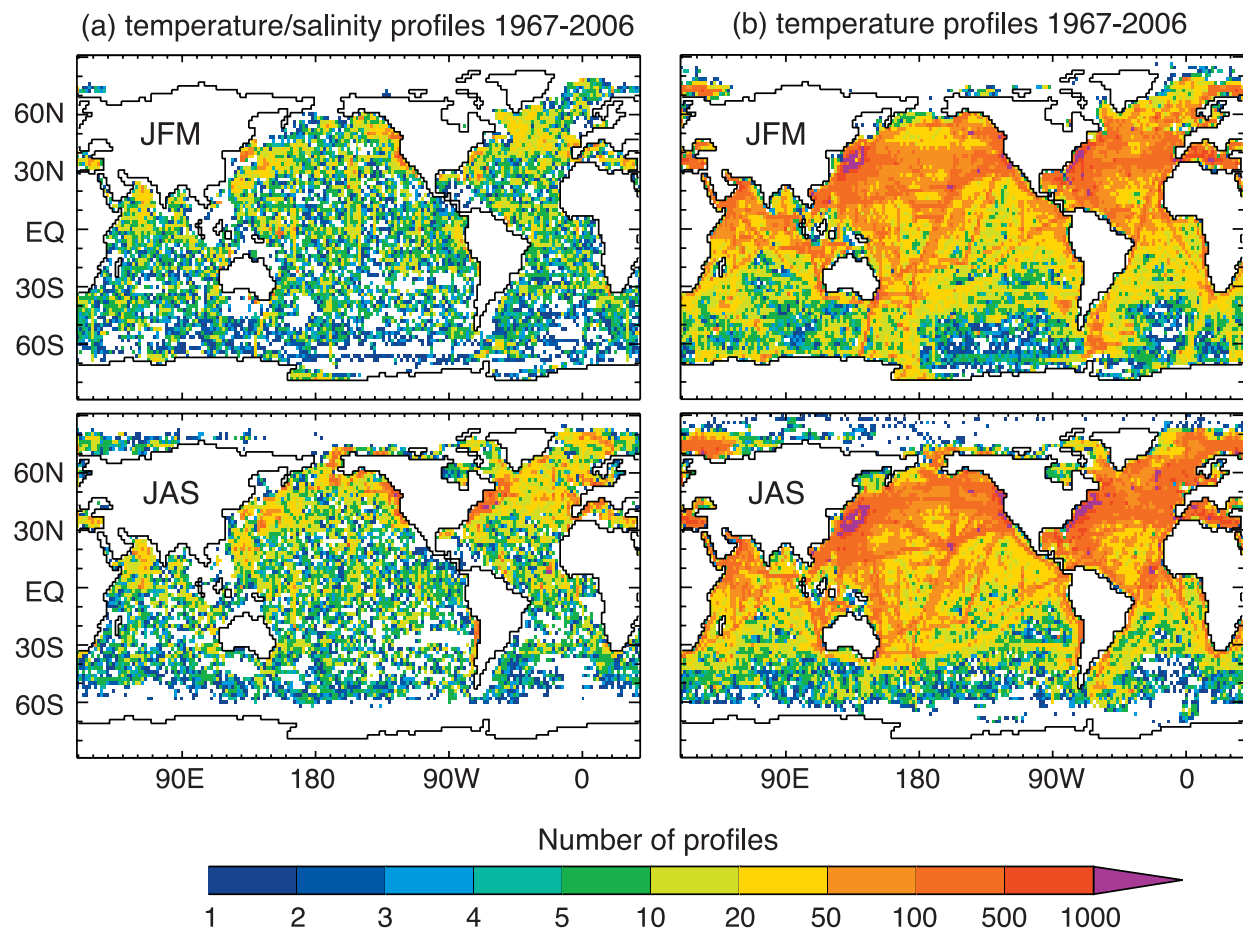 (a) temperature/salinity profiles 1967-2006
(b) temperature profiles 1967-2006
60N
30N
EQ
30S
60S
JFM
JFM
60N
30N
EQ
30S
60S
JAS
JAS
90E 180 90W 0
90E 180 90W 0
Number of profiles
1 2 3 4 5 10 20 50 100 500 1000